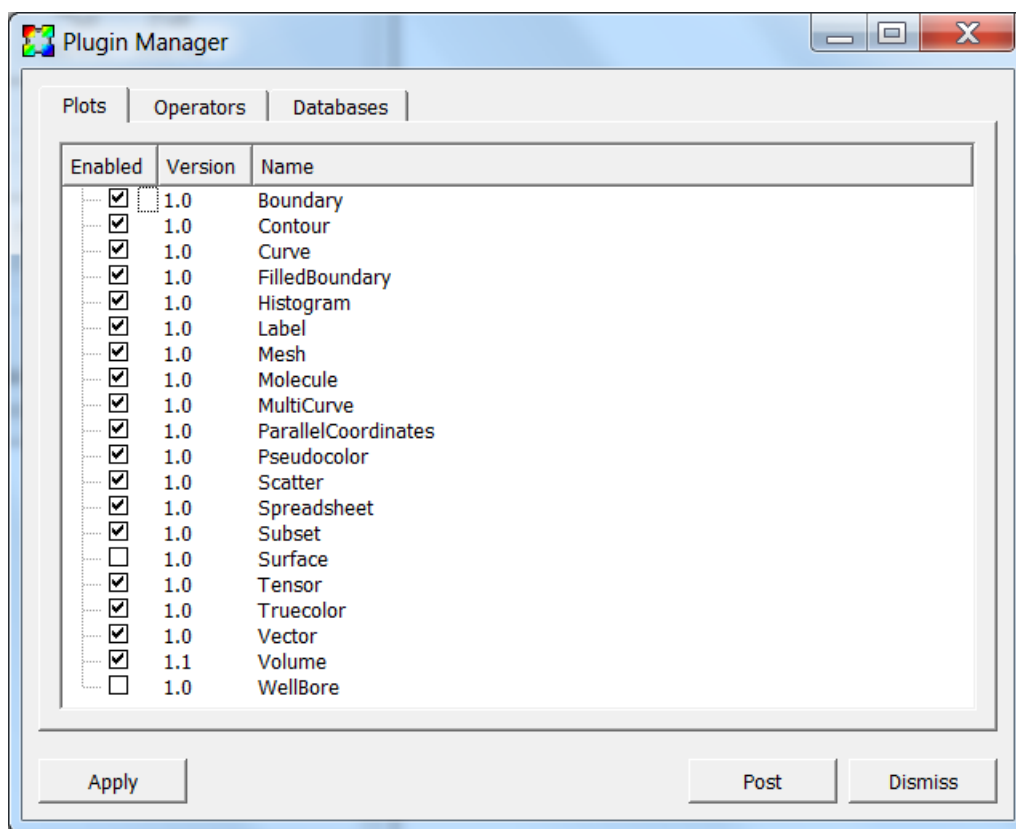 Plugin Manager
Plots Operators Databases
Enabled Version Name
1.0 Boundary
1.0 Contour
1.0 Curve
1.0 FilledBoundary
1.0 Histogram
1.0 Label
1.0 Mesh
1.0 Molecule
1.0 MultiCurve
1.0 ParallelCoordinates
1.0 Pseudocolor
1.0 Scatter
1.0 Spreadsheet
1.0 Subset
1.0 Surface
1.0 Tensor
1.0 Truecolor
1.0 Vector
1.1 Volume
1.0 WellBore
Apply Post Dismiss